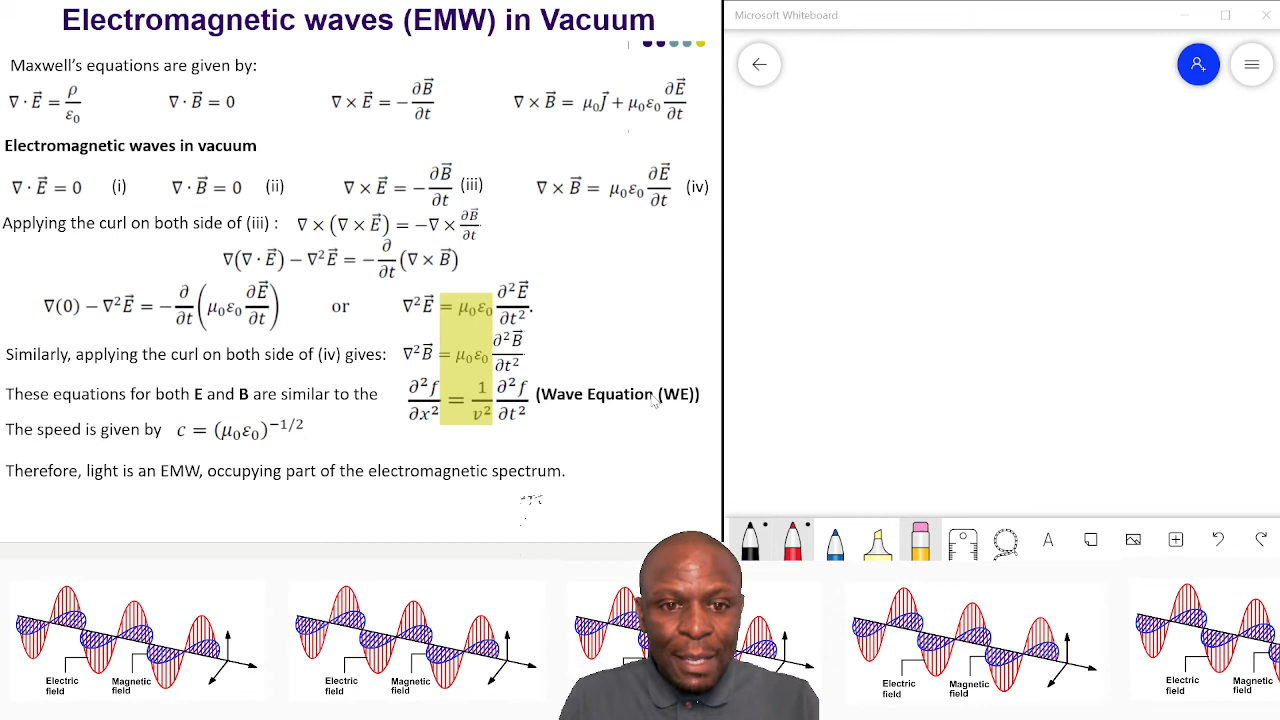 Electromagnetic waves (EMW) in Vacuum
Maxwell's equations are given by:
∇ · E⃗ = ρ/ε₀   ∇ · B⃗ = 0   ∇ × E⃗ = −∂B⃗/∂t   ∇ × B⃗ = μ₀J⃗ + μ₀ε₀ ∂E⃗/∂t
Electromagnetic waves in vacuum
∇ · E⃗ = 0 (i)   ∇ · B⃗ = 0 (ii)   ∇ × E⃗ = −∂B⃗/∂t (iii)   ∇ × B⃗ = μ₀ε₀ ∂E⃗/∂t (iv)
Applying the curl on both side of (iii) : ∇ × (∇ × E⃗) = −∇ × ∂B⃗/∂t
∇(∇ · E⃗) − ∇²E⃗ = −∂/∂t (∇ × B⃗)
∇(0) − ∇²E⃗ = −∂/∂t (μ₀ε₀ ∂E⃗/∂t)   or   ∇²E⃗ = μ₀ε₀ ∂²E⃗/∂t².
Similarly, applying the curl on both side of (iv) gives: ∇²B⃗ = μ₀ε₀ ∂²B⃗/∂t²
These equations for both E and B are similar to the ∂²f/∂x² = 1/v² ∂²f/∂t² (Wave Equation (WE))
The speed is given by c = (μ₀ε₀)^−1/2
Therefore, light is an EMW, occupying part of the electromagnetic spectrum.
Microsoft Whiteboard
A
Electric field
Magnetic field
Electric field
Magnetic field
Electric field
Magnetic field
Electric field
Magnetic field